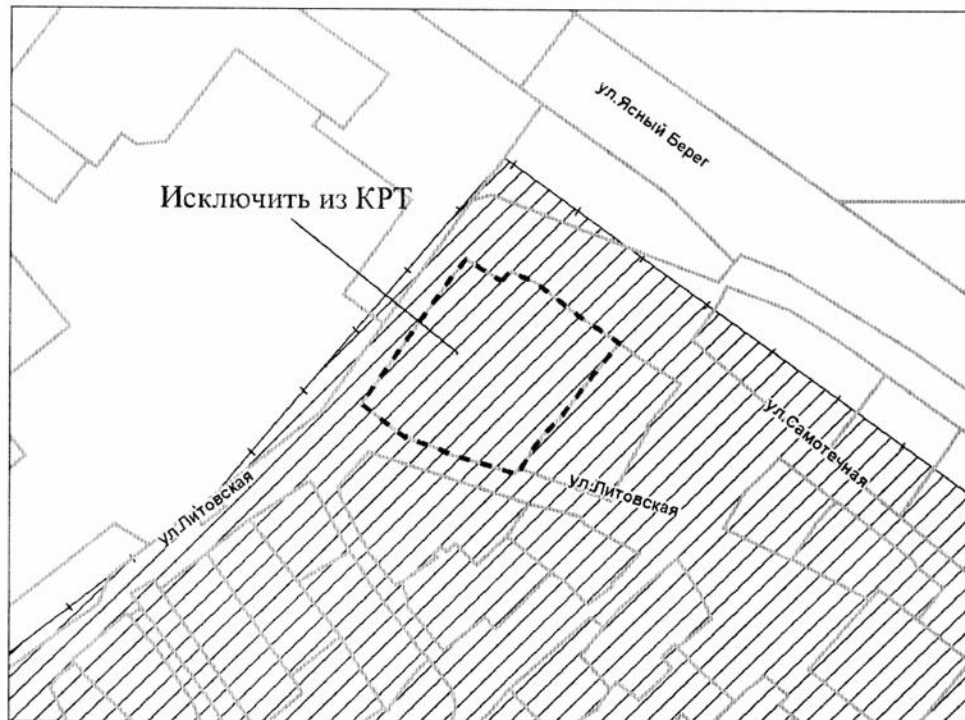 ул.Ясный Берег
Исключить из КРТ
ул.Самотечная
ул.Литовская
ул.Литовская